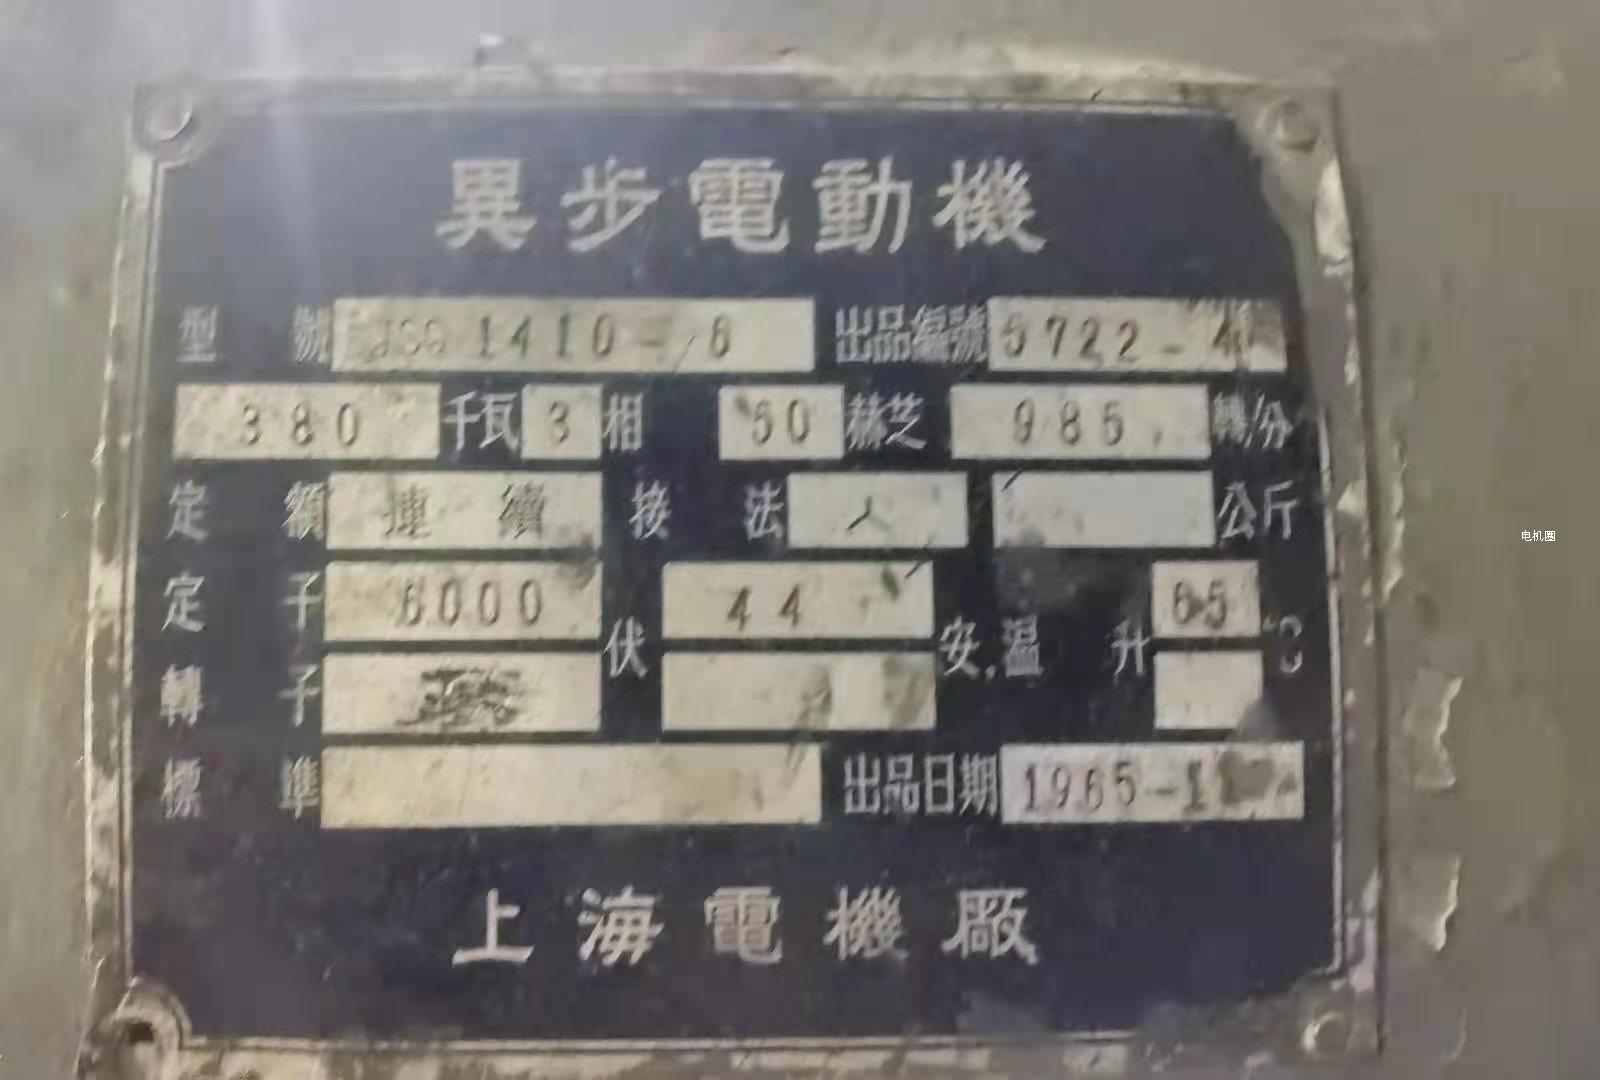 異步電動機
型號 JSQ 1410-6 出品編號 5722-4
380 千瓦 3 相 50 赫芝 985 轉/分
定額 連續 接法 人 公斤
定子 6000 伏 44 安 溫升 65 °C
轉子
標準 出品日期 1965-11
上海電機厰
电机圈